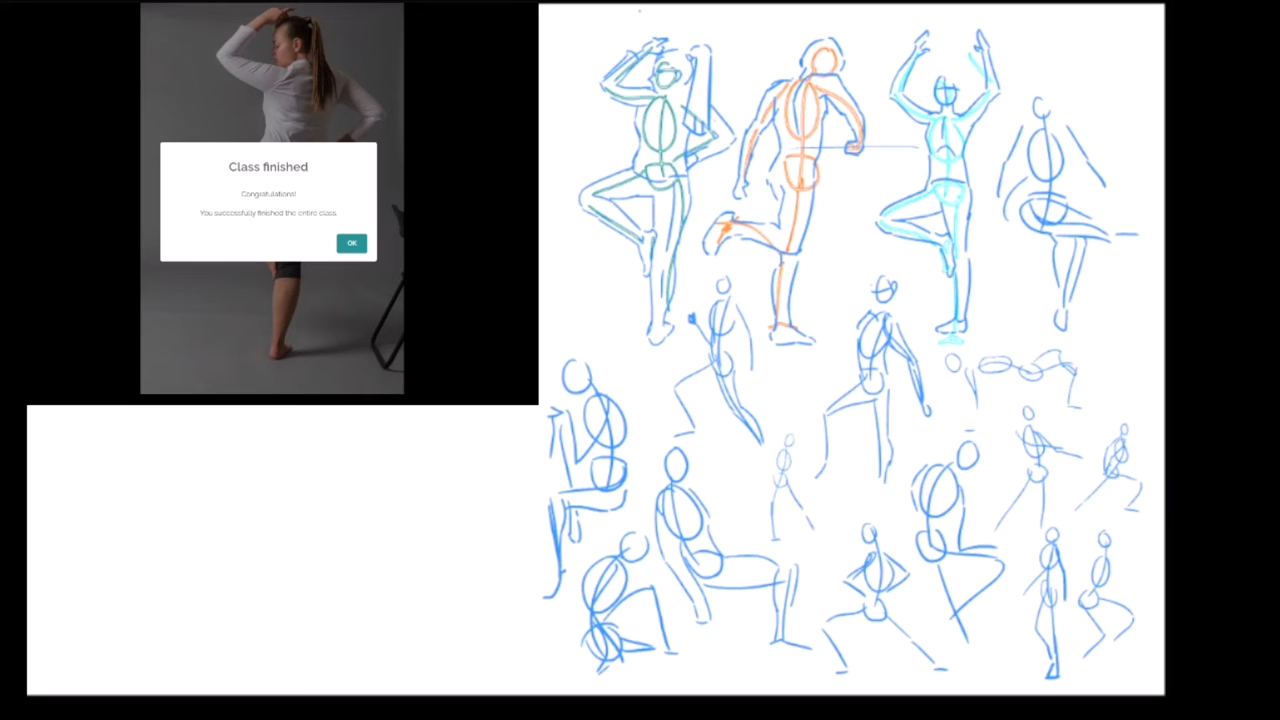 Class finished
Congratulations!
You successfully finished the entire class.
OK